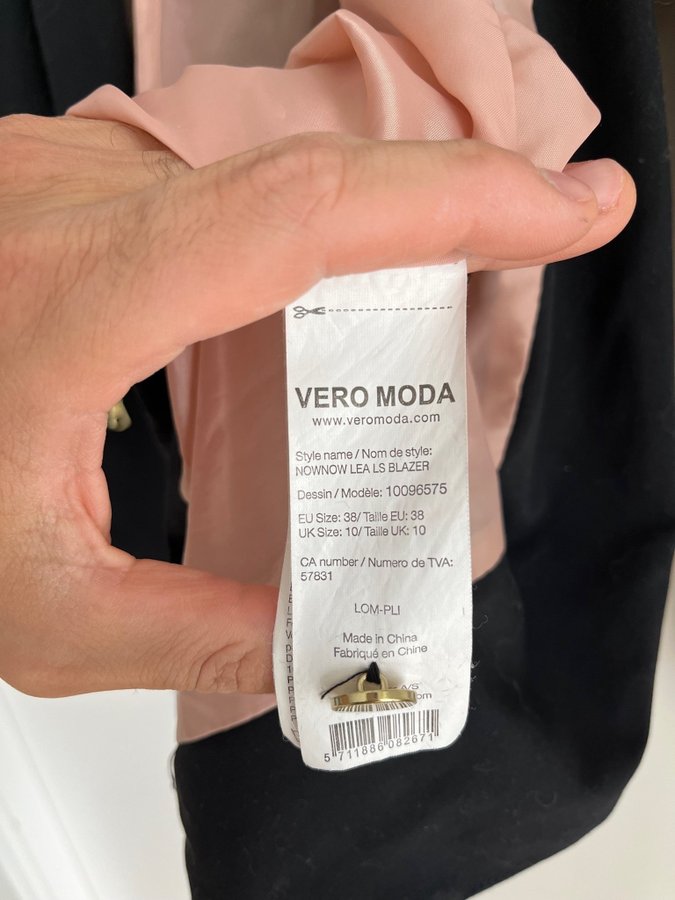 VERO MODA
www.veromoda.com
Style name / Nom de style:
NOWNOW LEA LS BLAZER
Dessin / Modèle: 10096575
EU Size: 38/ Taille EU: 38
UK Size: 10/ Taille UK: 10
CA number / Numero de TVA:
57831
LOM-PLI
Made in China
Fabriqué en Chine
A/S
om
5 711886 082671